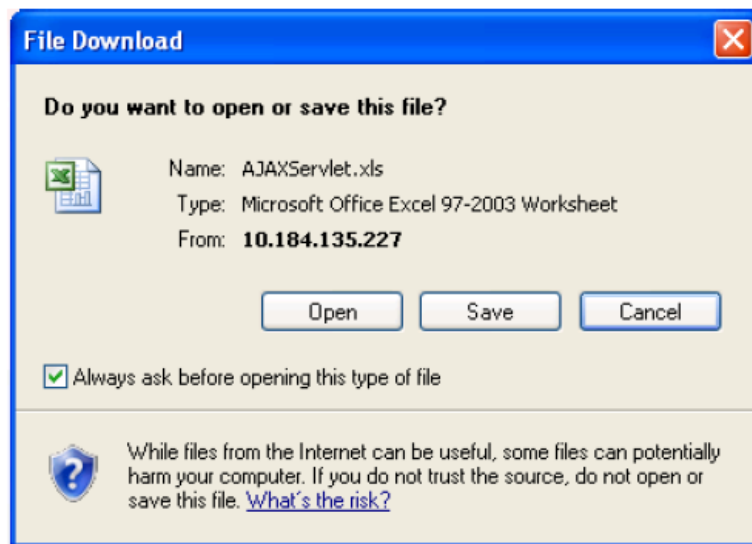 File Download
Do you want to open or save this file?
Name: AJAXServlet.xls
Type: Microsoft Office Excel 97-2003 Worksheet
From: 10.184.135.227
Open Save Cancel
Always ask before opening this type of file
While files from the Internet can be useful, some files can potentially
harm your computer. If you do not trust the source, do not open or
save this file. What's the risk?